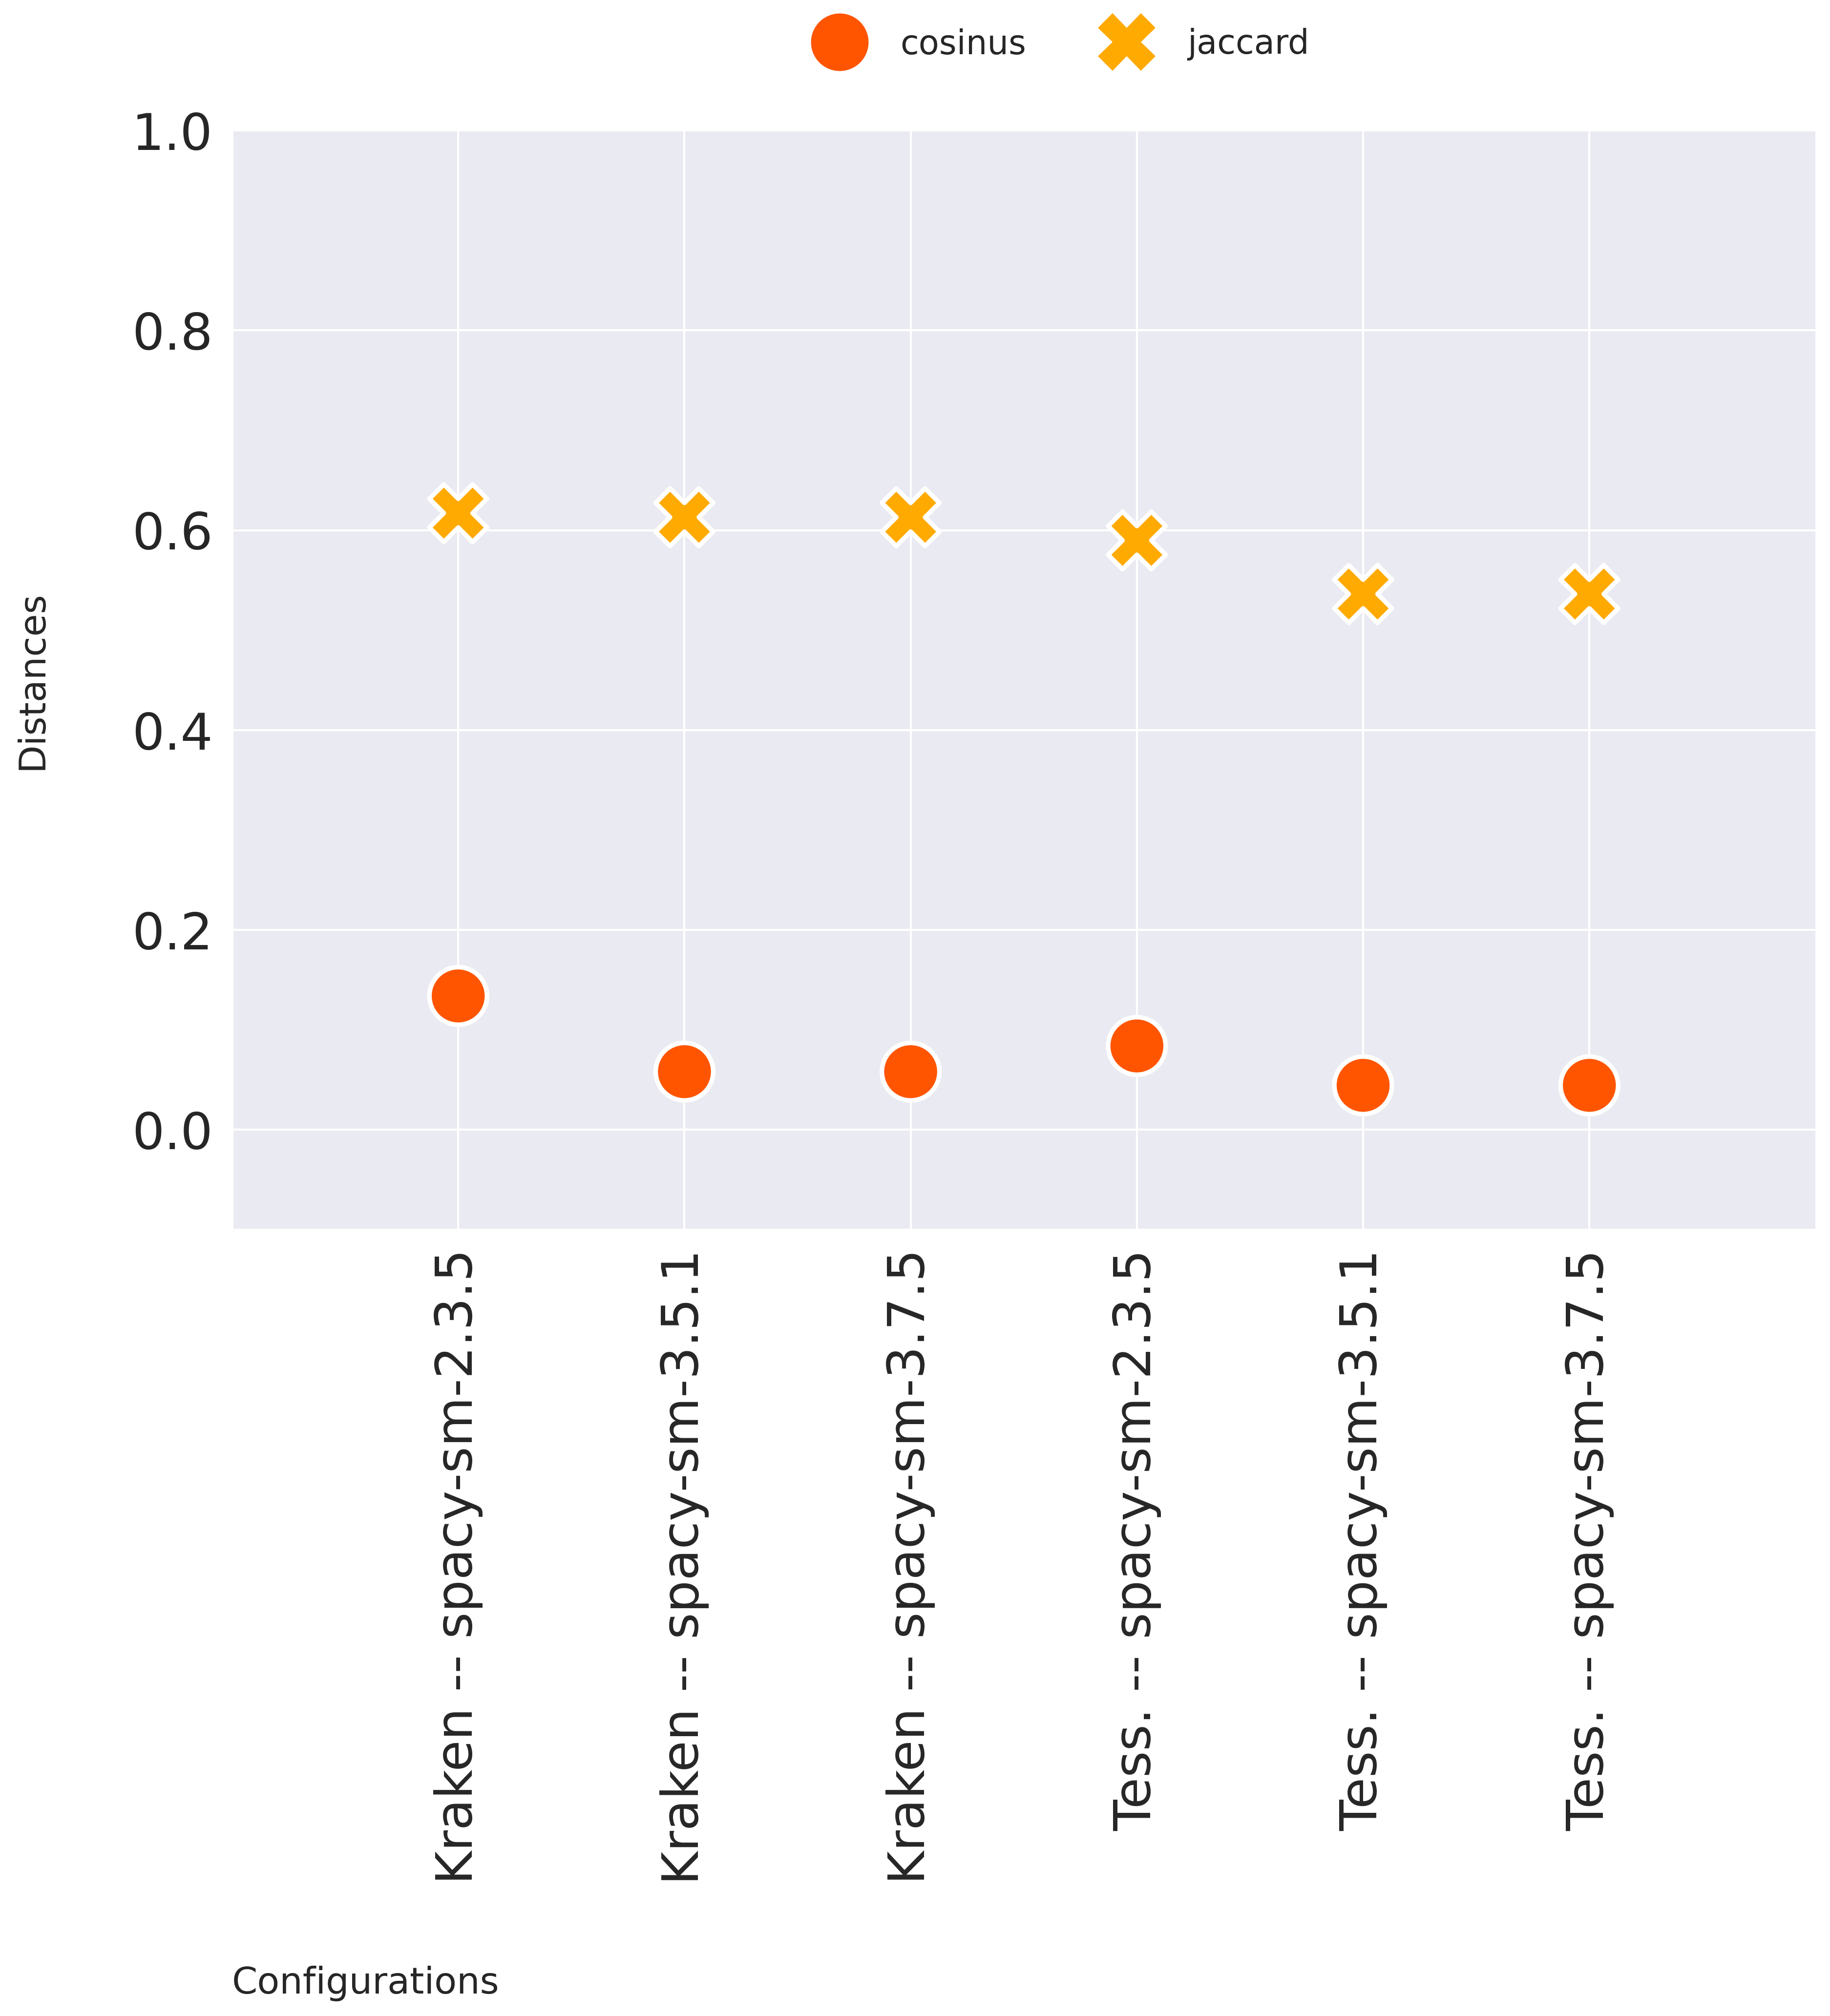 cosinus jaccard
1.0
0.8
0.6
0.4
0.2
0.0
Distances
Kraken -- spacy-sm-2.3.5
Kraken -- spacy-sm-3.5.1
Kraken -- spacy-sm-3.7.5
Tess. -- spacy-sm-2.3.5
Tess. -- spacy-sm-3.5.1
Tess. -- spacy-sm-3.7.5
Configurations